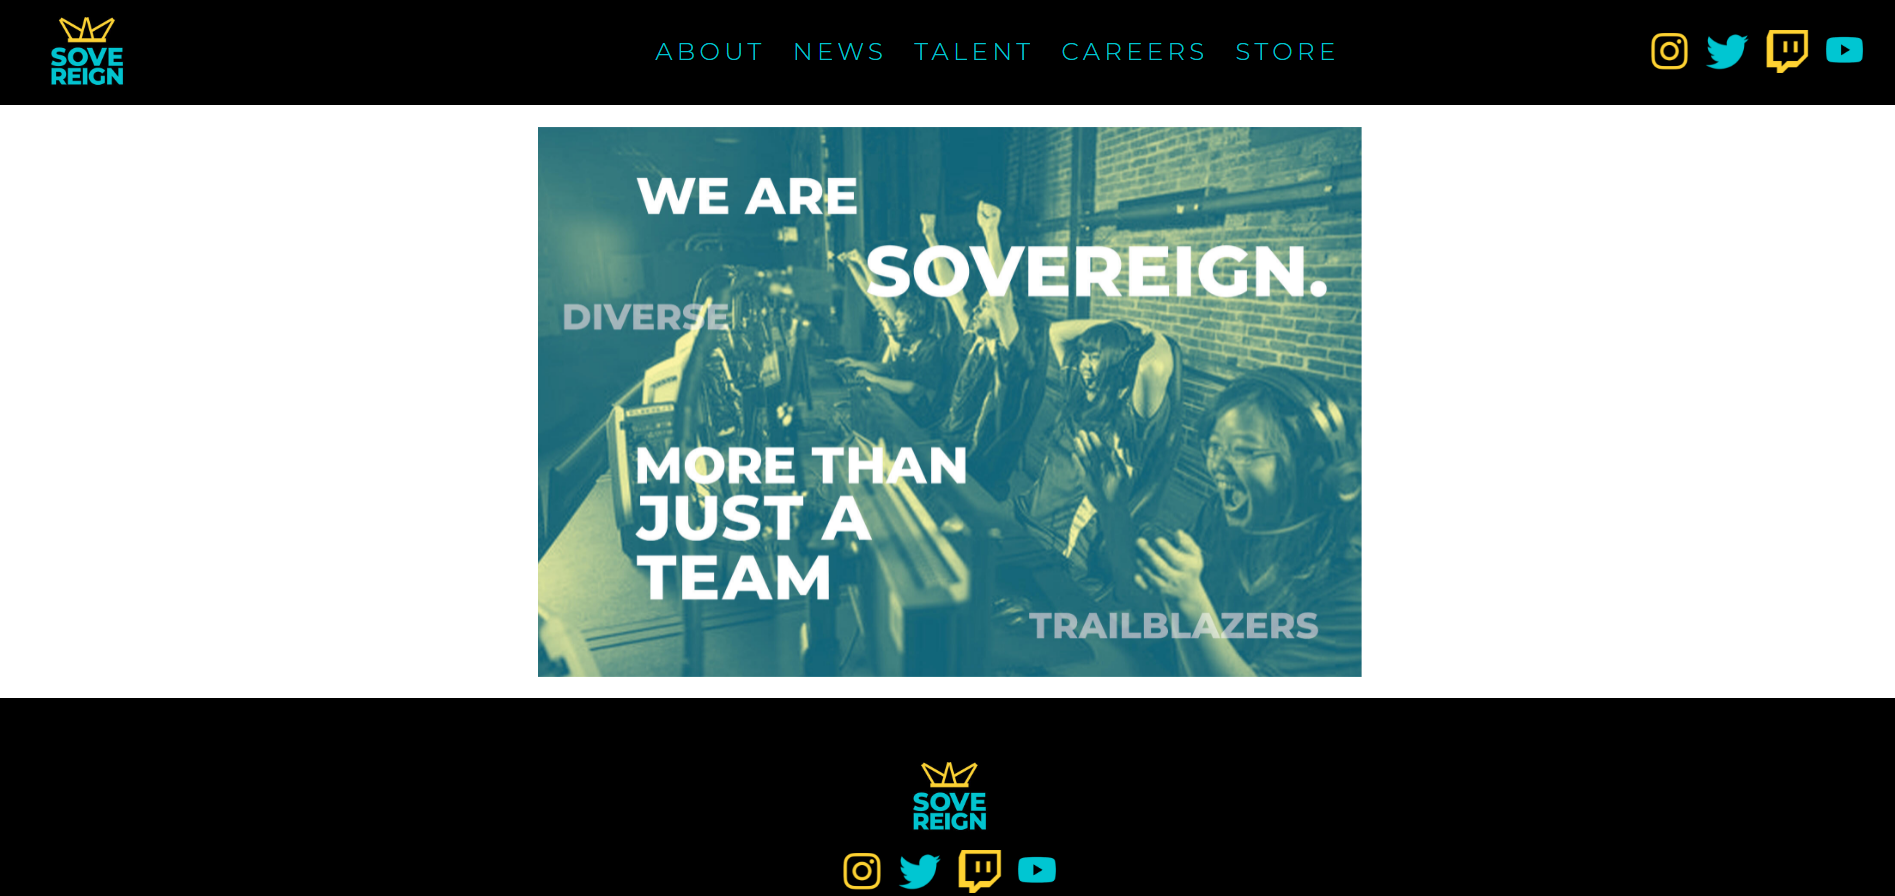 SOVE
REIGN
ABOUT NEWS TALENT CAREERS STORE
WE ARE
SOVEREIGN.
DIVERSE
MORE THAN
JUST A
TEAM
TRAILBLAZERS
SOVE
REIGN